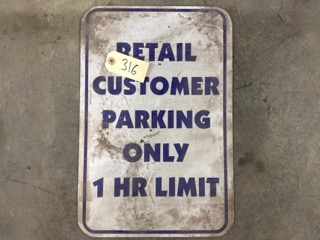 RETAIL
316
CUSTOMER
PARKING
ONLY
1 HR LIMIT